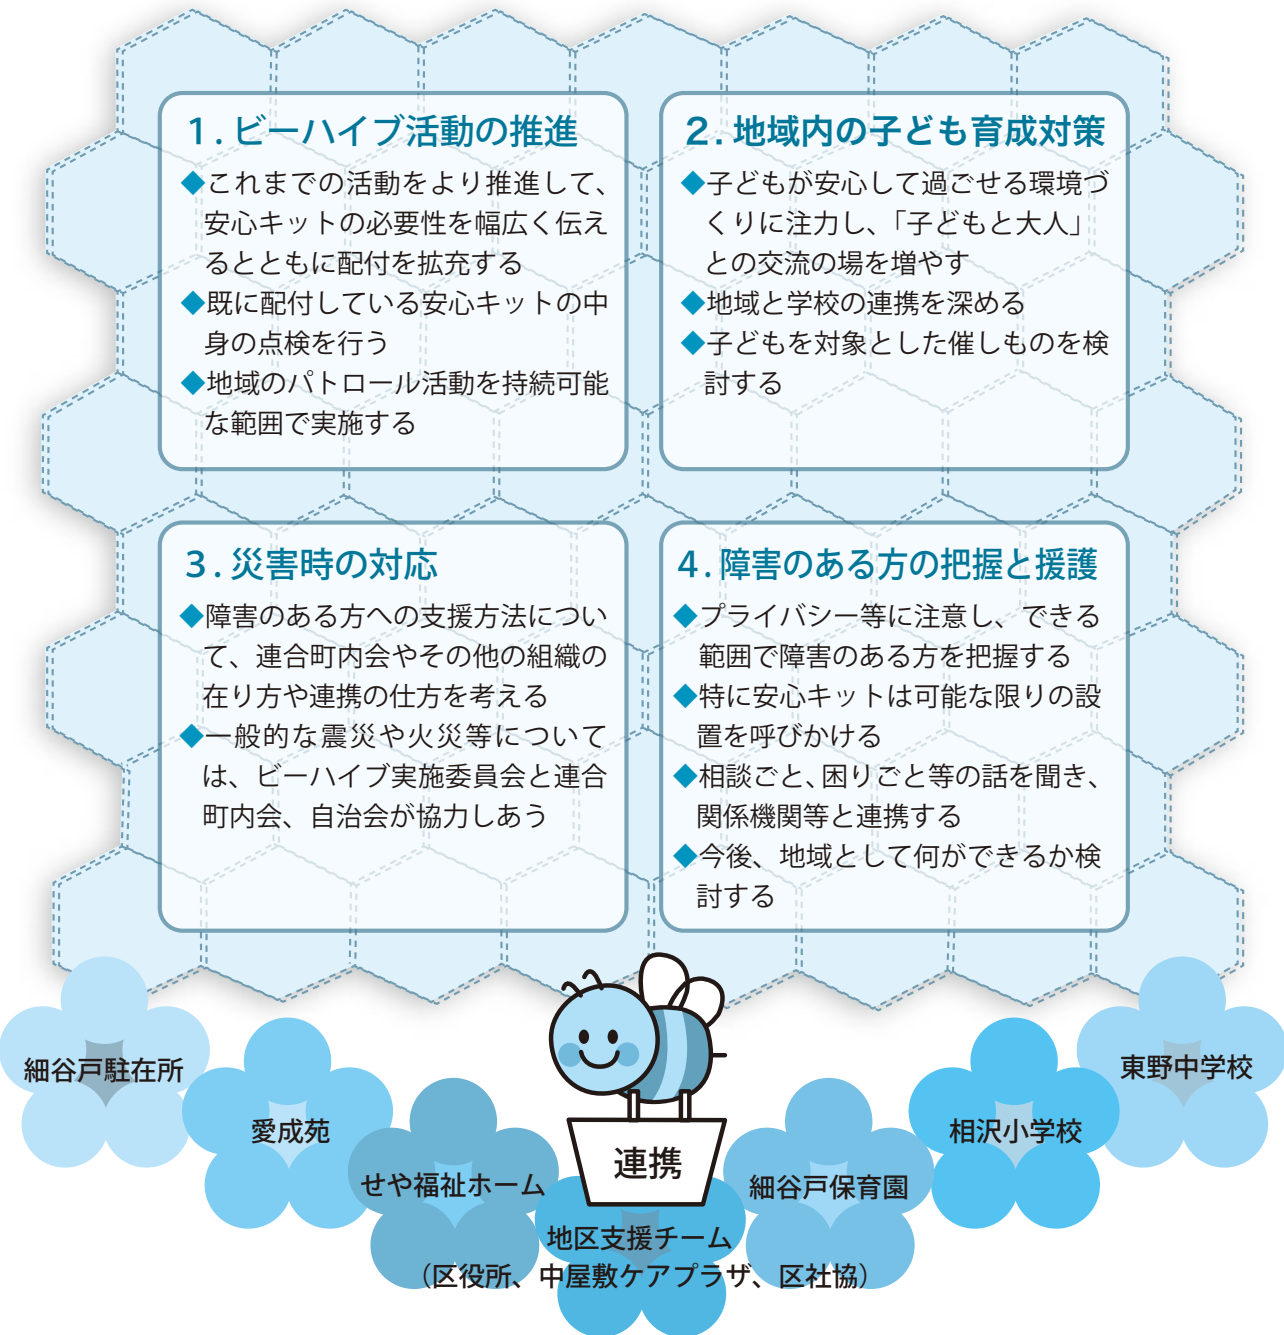 1. ビーハイブ活動の推進
◆これまでの活動をより推進して、
安心キットの必要性を幅広く伝え
るとともに配付を拡充する
◆既に配付している安心キットの中
身の点検を行う
◆地域のパトロール活動を持続可能
な範囲で実施する
2. 地域内の子ども育成対策
◆子どもが安心して過ごせる環境づ
くりに注力し、「子どもと大人」
との交流の場を増やす
◆地域と学校の連携を深める
◆子どもを対象とした催しものを検
討する
3. 災害時の対応
◆障害のある方への支援方法につい
て、連合町内会やその他の組織の
在り方や連携の仕方を考える
◆一般的な震災や火災等について
は、ビーハイブ実施委員会と連合
町内会、自治会が協力しあう
4. 障害のある方の把握と援護
◆プライバシー等に注意し、できる
範囲で障害のある方を把握する
◆特に安心キットは可能な限りの設
置を呼びかける
◆相談ごと、困りごと等の話を聞き、
関係機関等と連携する
◆今後、地域として何ができるか検
討する
細谷戸駐在所
愛成苑
せや福祉ホーム
連携
地区支援チーム
（区役所、中屋敷ケアプラザ、区社協）
細谷戸保育園
相沢小学校
東野中学校